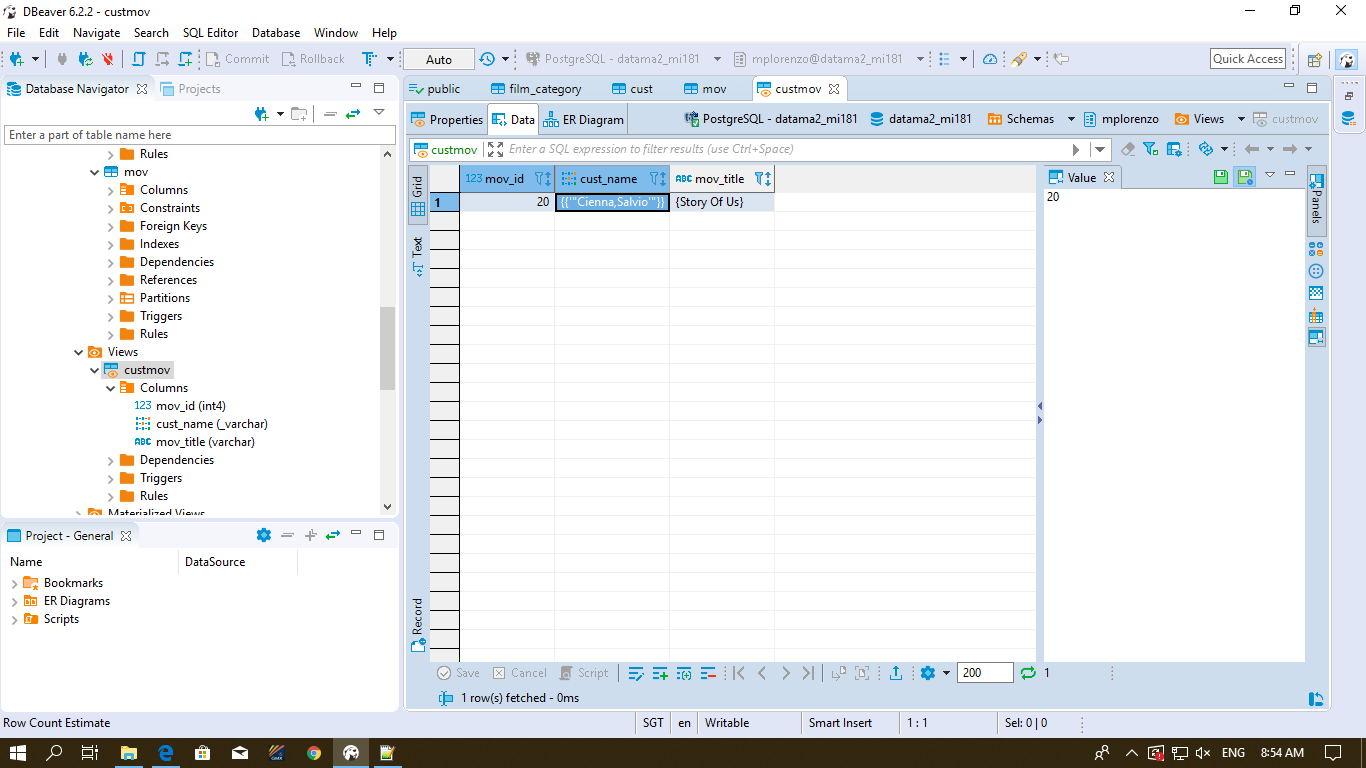 DBeaver 6.2.2 - custmov
File Edit Navigate Search SQL Editor Database Window Help
Commit Rollback Auto PostgreSQL - datama2_mi181 mplorenzo@datama2_mi181 Quick Access
Database Navigator Projects
Enter a part of table name here
Rules
mov
Columns
Constraints
Foreign Keys
Indexes
Dependencies
References
Partitions
Triggers
Rules
Views
custmov
Columns
123 mov_id (int4)
cust_name (_varchar)
ABC mov_title (varchar)
Dependencies
Triggers
Rules
Materialized Views
Project - General
Name DataSource
Bookmarks
ER Diagrams
Scripts
public film_category cust mov custmov
Properties Data ER Diagram PostgreSQL - datama2_mi181 datama2_mi181 Schemas mplorenzo Views custmov
custmov Enter a SQL expression to filter results (use Ctrl+Space)
Grid
Text
Record
123 mov_id cust_name ABC mov_title
1 20 {{'"Cienna,Salvio'"}} {Story Of Us}
Value
20
Panels
Save Cancel Script 200 1
1 row(s) fetched - 0ms
Row Count Estimate SGT en Writable Smart Insert 1 : 1 Sel: 0 | 0
ENG 8:54 AM